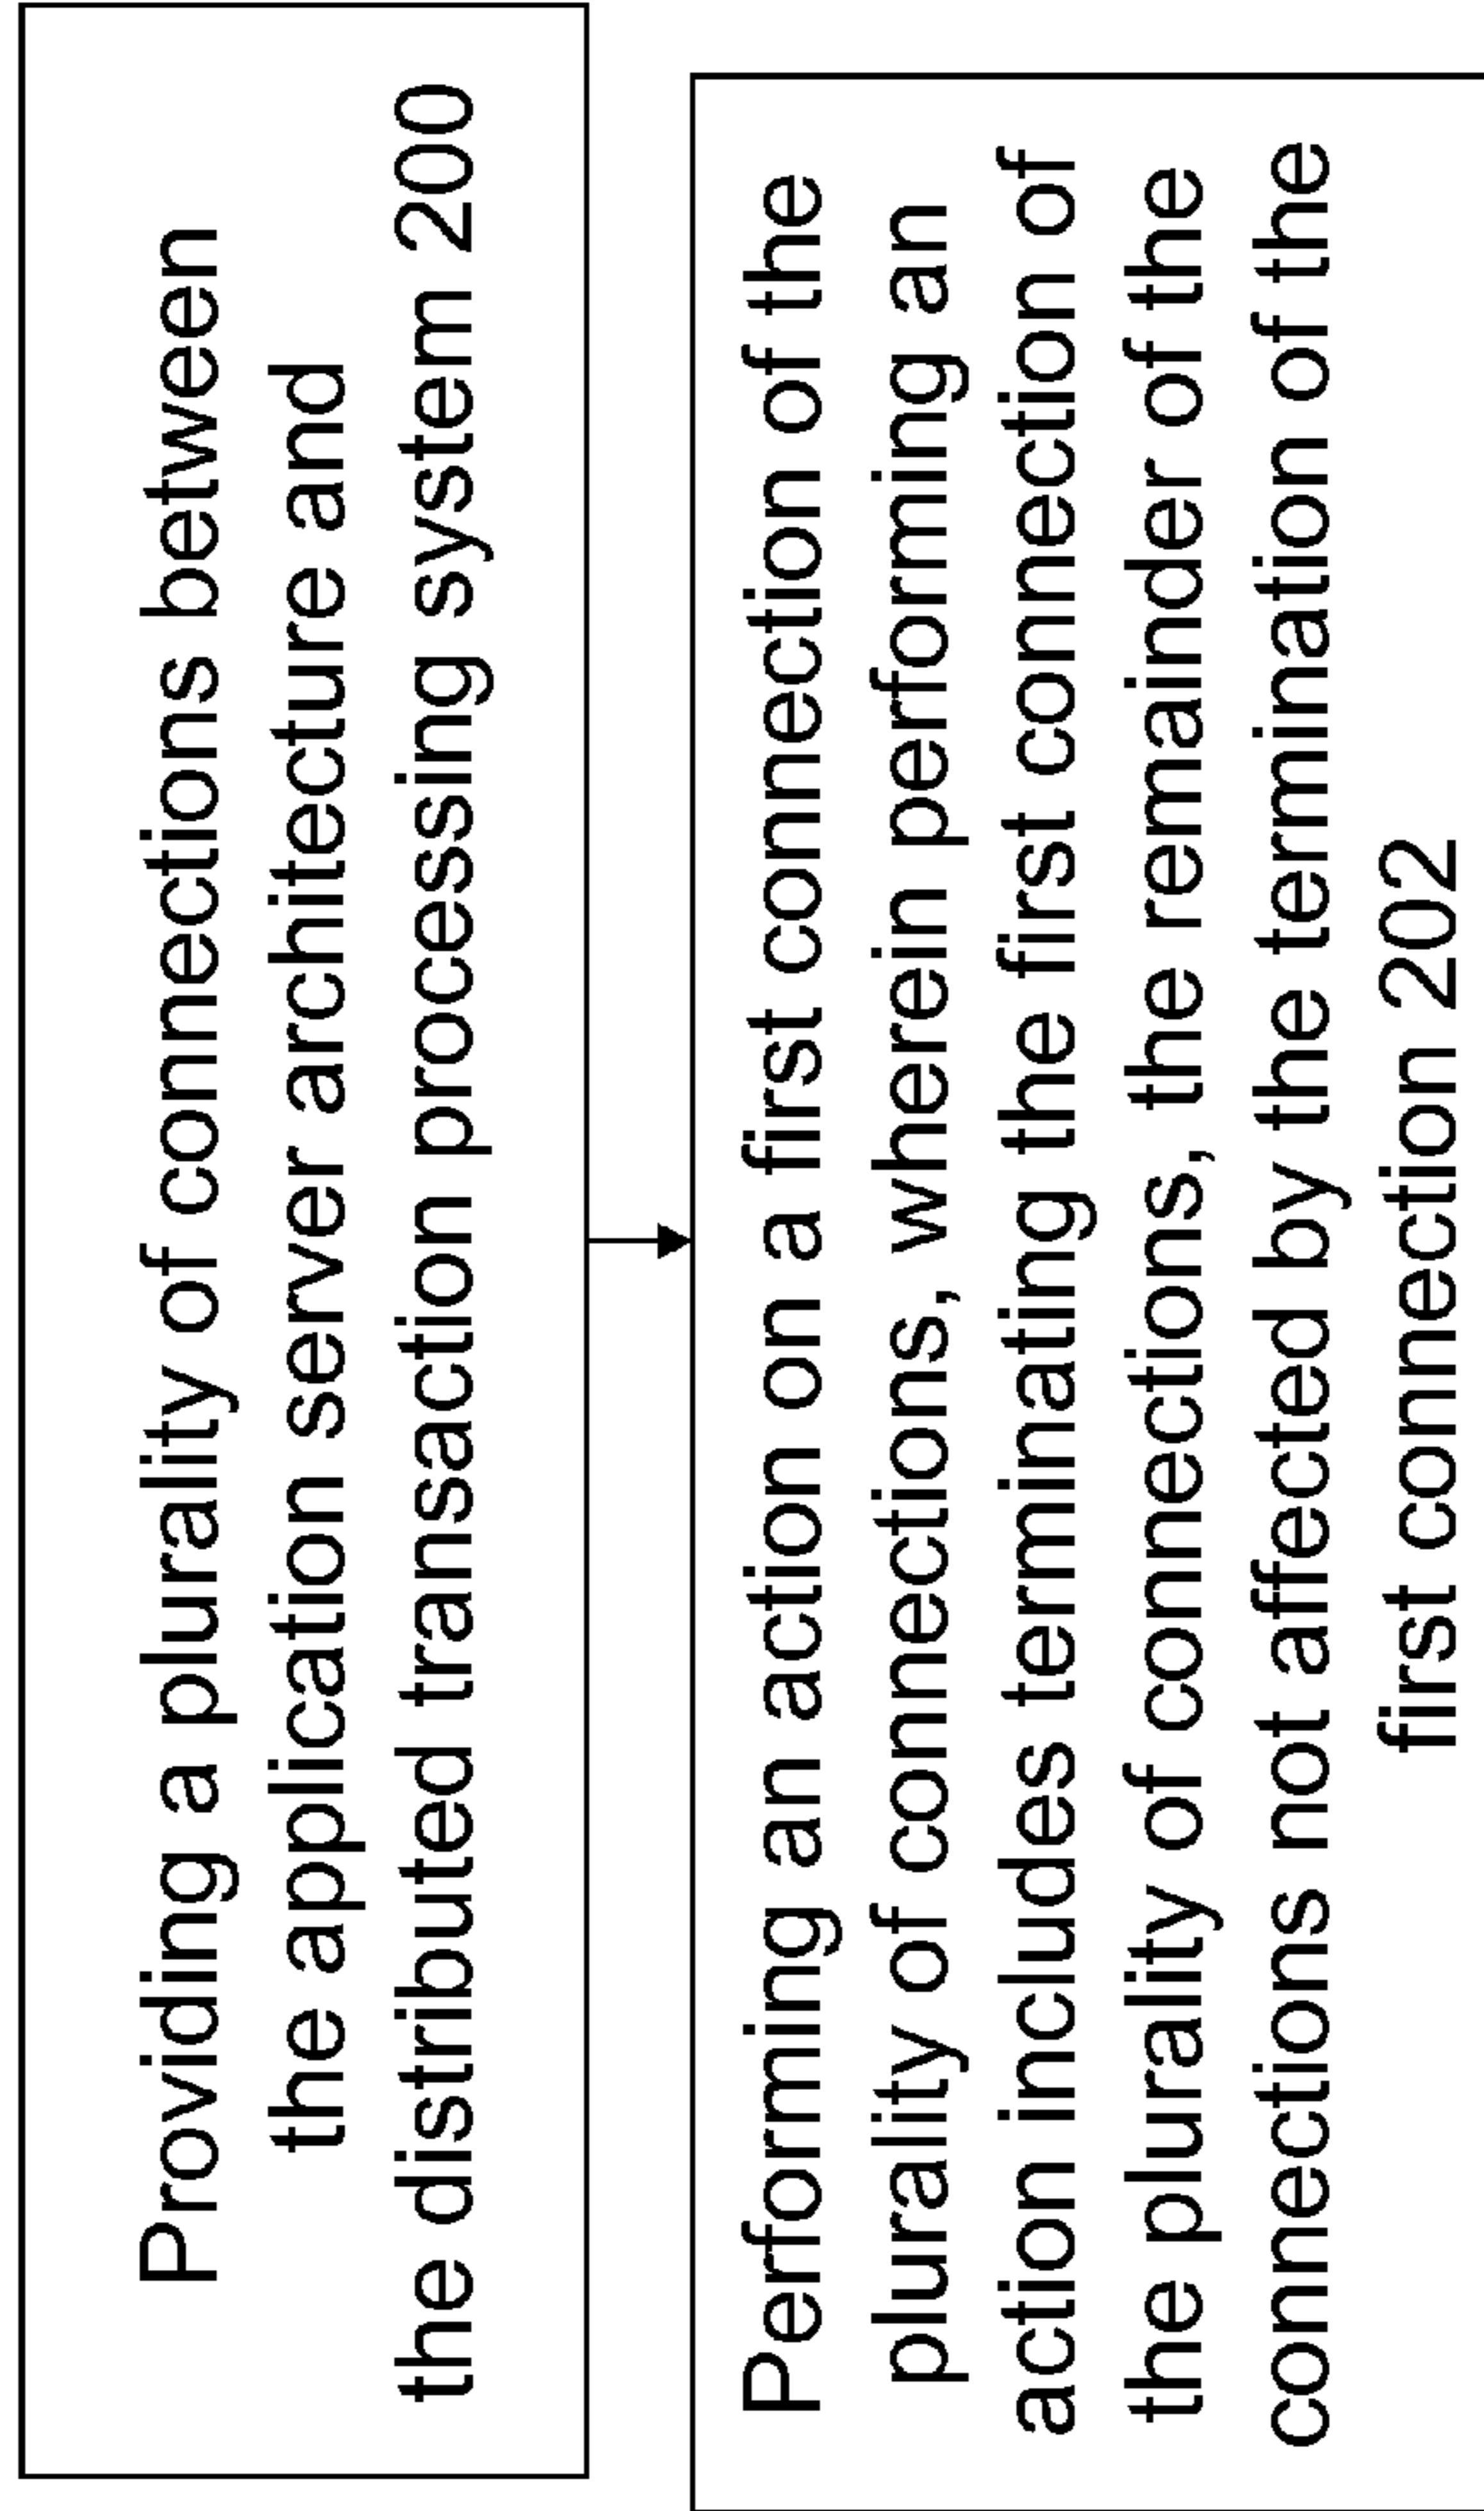 Providing a plurality of connections between
the application server architecture and
the distributed transaction processing system 200
Performing an action on a first connection of the
plurality of connections, wherein performing an
action includes terminating the first connection of
the plurality of connections, the remainder of the
connections not affected by the termination of the
first connection 202